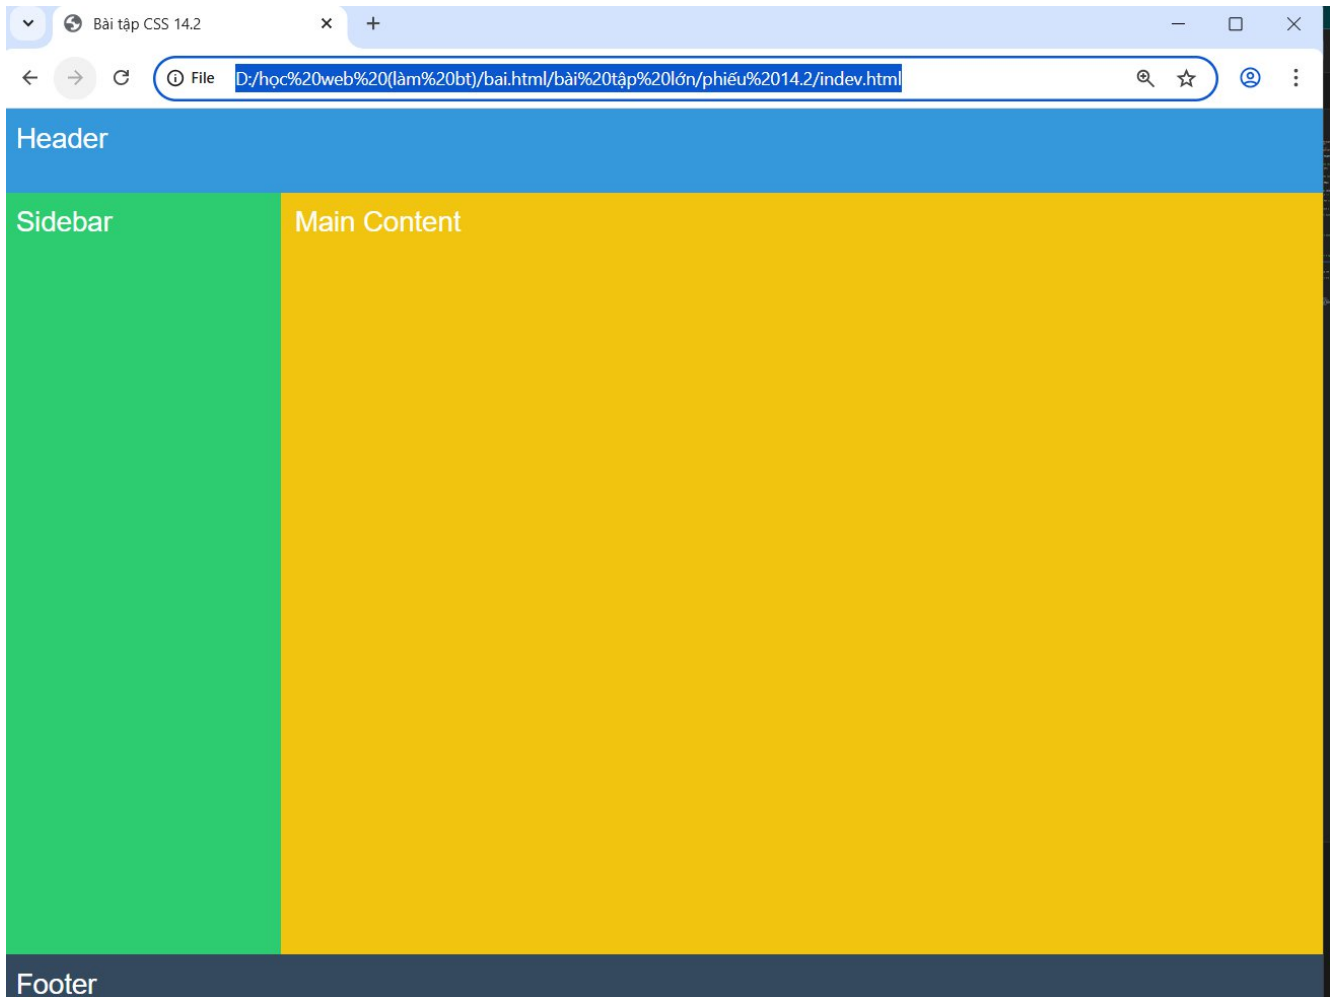 Bài tập CSS 14.2
File D:/học%20web%20(làm%20bt)/bai.html/bài%20tập%20lớn/phiếu%2014.2/indev.html
Header
Sidebar
Main Content
Footer